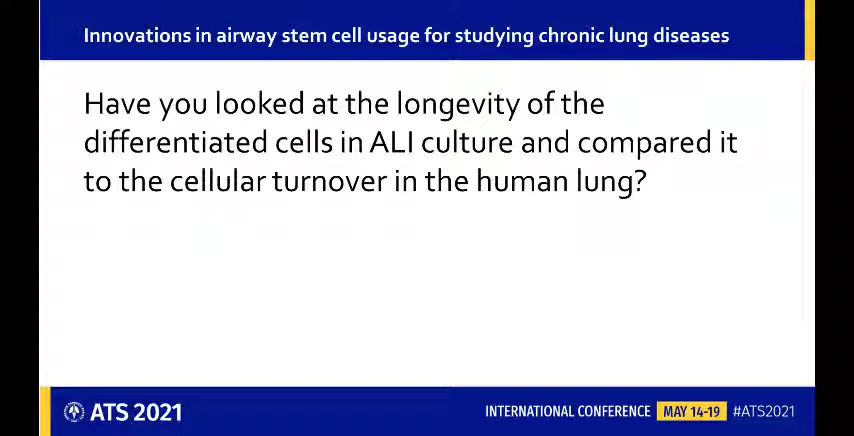 Innovations in airway stem cell usage for studying chronic lung diseases
Have you looked at the longevity of the
differentiated cells in ALI culture and compared it
to the cellular turnover in the human lung?
ATS 2021
INTERNATIONAL CONFERENCE MAY 14-19 #ATS2021